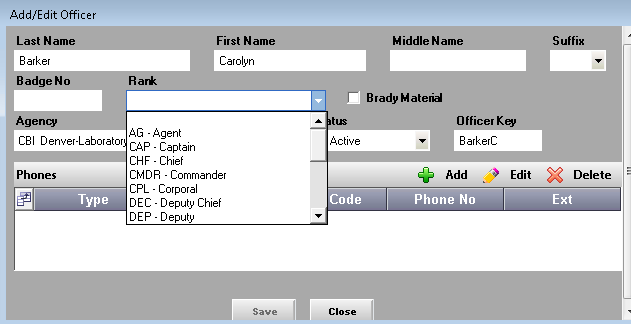 Add/Edit Officer
Last Name First Name Middle Name Suffix
Barker Carolyn
Badge No Rank
Brady Material
Agency atus Officer Key
CBI Denver-Laboratory Active BarkerC
AG - Agent
CAP - Captain
CHF - Chief
CMDR - Commander
CPL - Corporal
DEC - Deputy Chief
DEP - Deputy
Phones Add Edit Delete
Type Code Phone No Ext
Save Close